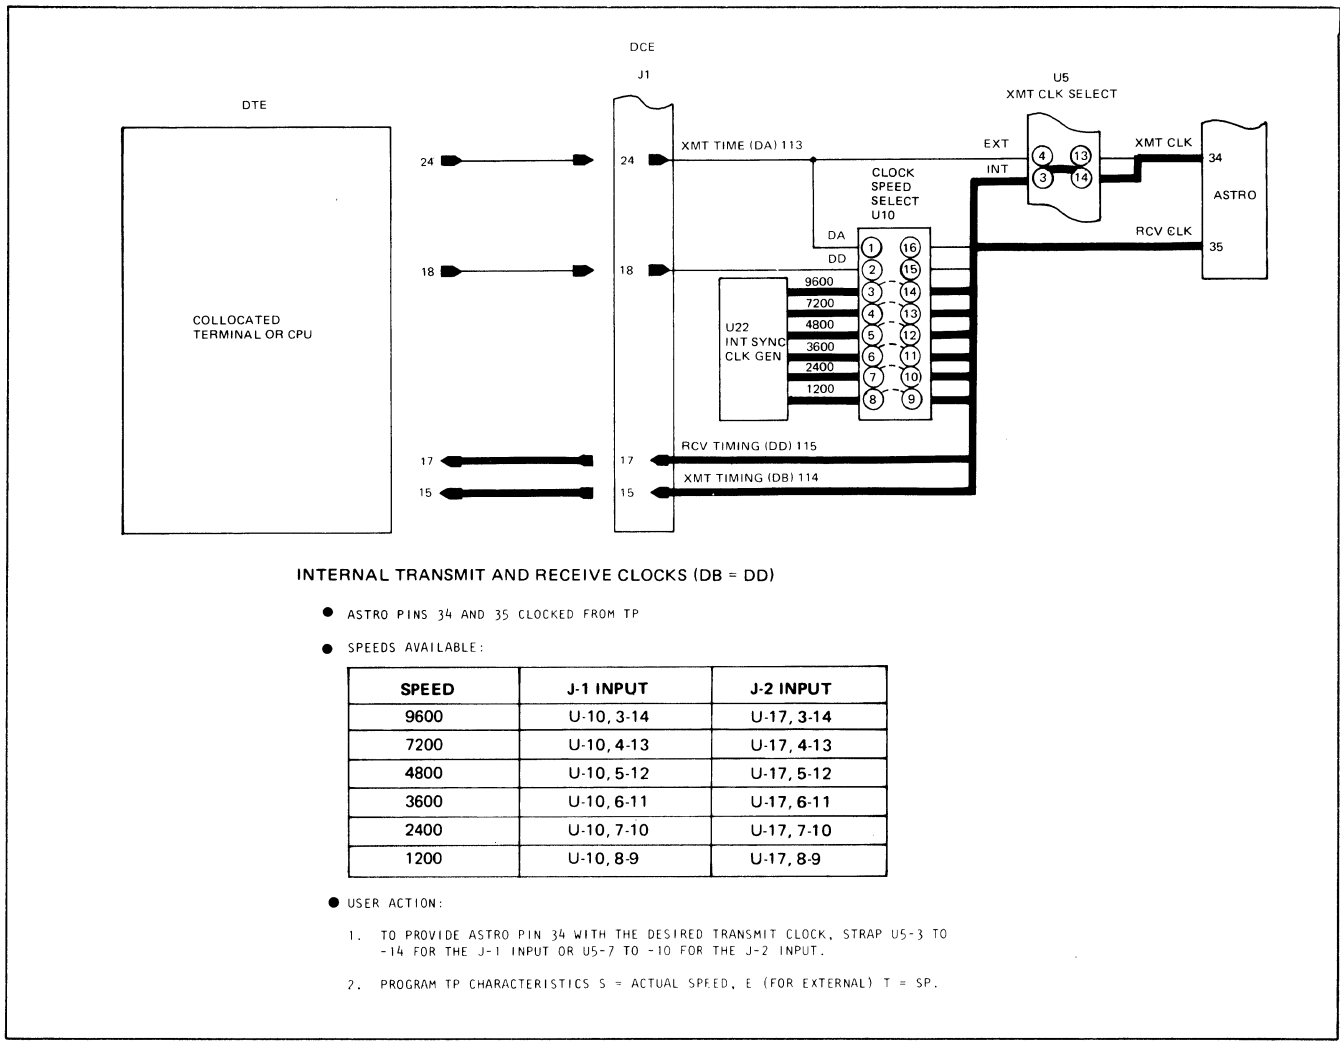 DCE
J1
DTE
U5
XMT CLK SELECT
24
24
XMT TIME (DA) 113
EXT
INT
4
13
3
14
XMT CLK
34
ASTRO
RCV CLK
35
CLOCK
SPEED
SELECT
U10
DA
DD
1
16
2
15
18
18
9600
3
14
7200
4
13
4800
5
12
3600
6
11
2400
7
10
1200
8
9
U22
INT SYNC
CLK GEN
COLLOCATED
TERMINAL OR CPU
17
17
RCV TIMING (DD) 115
15
15
XMT TIMING (DB) 114
INTERNAL TRANSMIT AND RECEIVE CLOCKS (DB = DD)
● ASTRO PINS 34 AND 35 CLOCKED FROM TP
● SPEEDS AVAILABLE:
SPEED J-1 INPUT J-2 INPUT
9600 U-10, 3-14 U-17, 3-14
7200 U-10, 4-13 U-17, 4-13
4800 U-10, 5-12 U-17, 5-12
3600 U-10, 6-11 U-17, 6-11
2400 U-10, 7-10 U-17, 7-10
1200 U-10, 8-9 U-17, 8-9
● USER ACTION:
1. TO PROVIDE ASTRO PIN 34 WITH THE DESIRED TRANSMIT CLOCK, STRAP U5-3 TO
-14 FOR THE J-1 INPUT OR U5-7 TO -10 FOR THE J-2 INPUT.
2. PROGRAM TP CHARACTERISTICS S = ACTUAL SPEED, E (FOR EXTERNAL) T = SP.